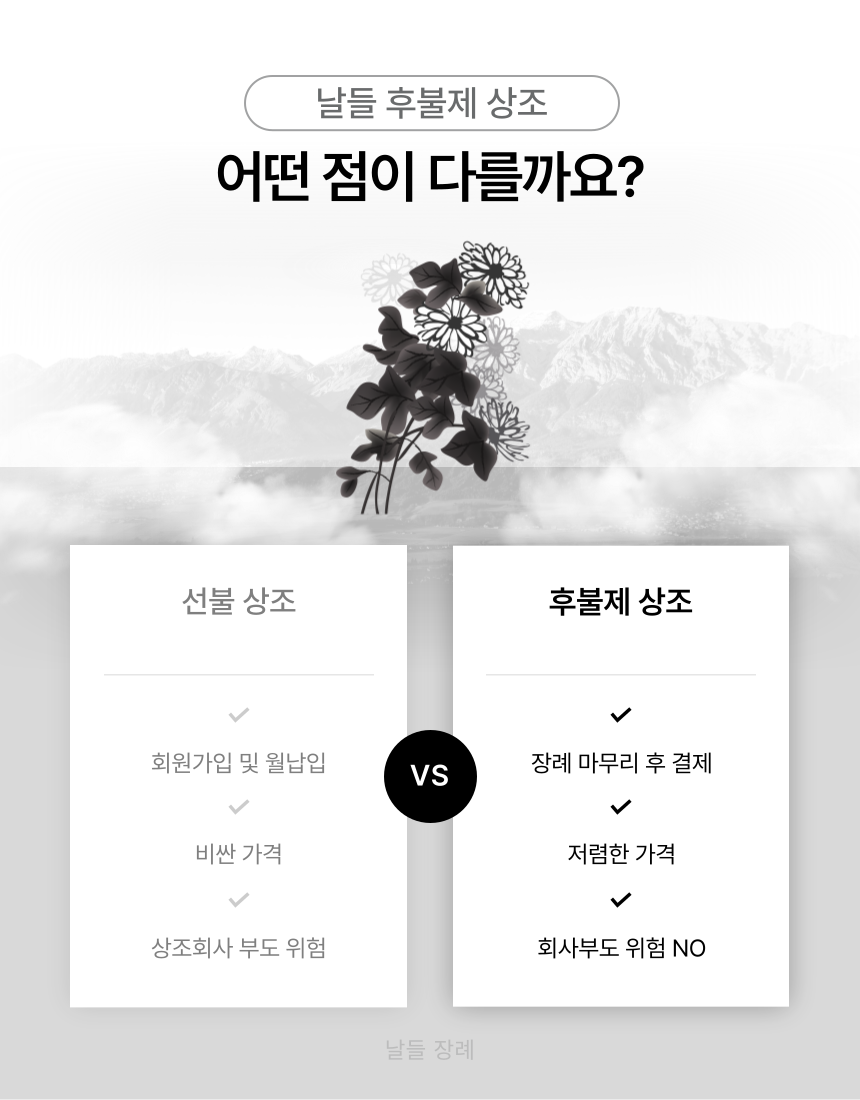 날들 후불제 상조
어떤 점이 다를까요?
선불 상조
회원가입 및 월납입
비싼 가격
상조회사 부도 위험
VS
후불제 상조
장례 마무리 후 결제
저렴한 가격
회사부도 위험 NO
날들 장례